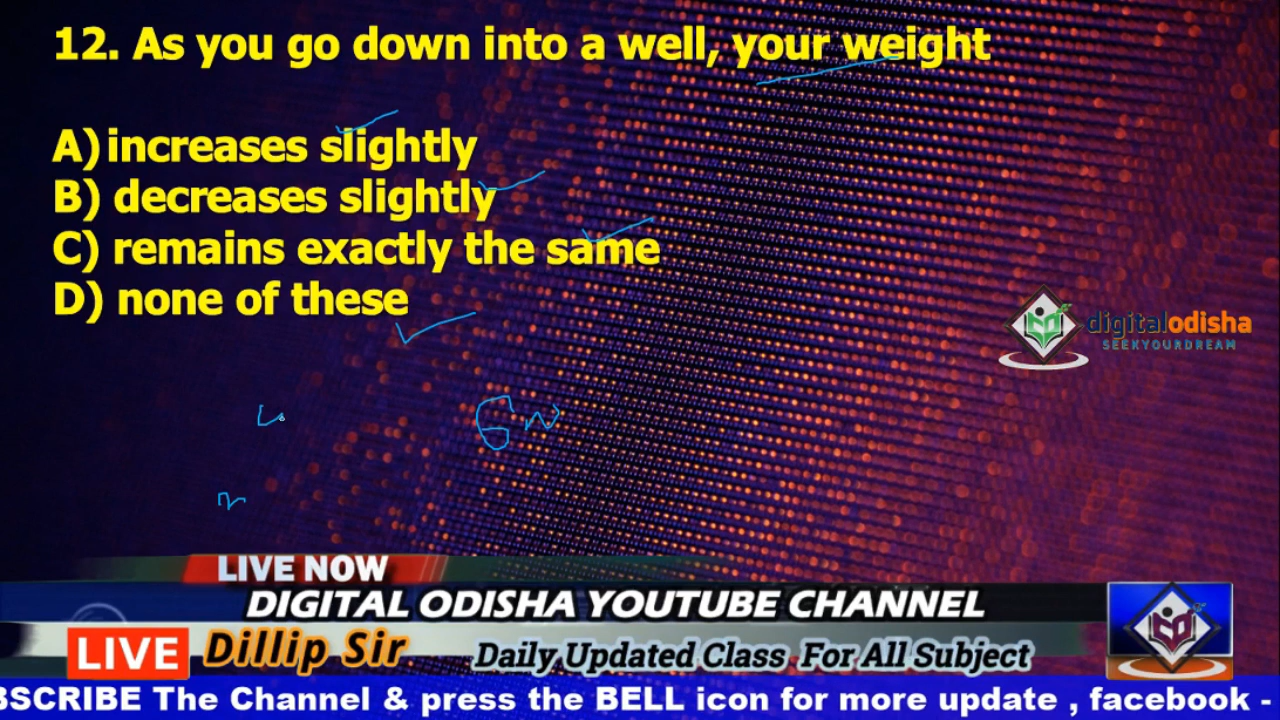 12. As you go down into a well, your weight
A) increases slightly
B) decreases slightly
C) remains exactly the same
D) none of these
digitalodisha
SEEKYOURDREAM
LIVE NOW
DIGITAL ODISHA YOUTUBE CHANNEL
LIVE Dillip Sir Daily Updated Class For All Subject
BSCRIBE The Channel & press the BELL icon for more update , facebook -